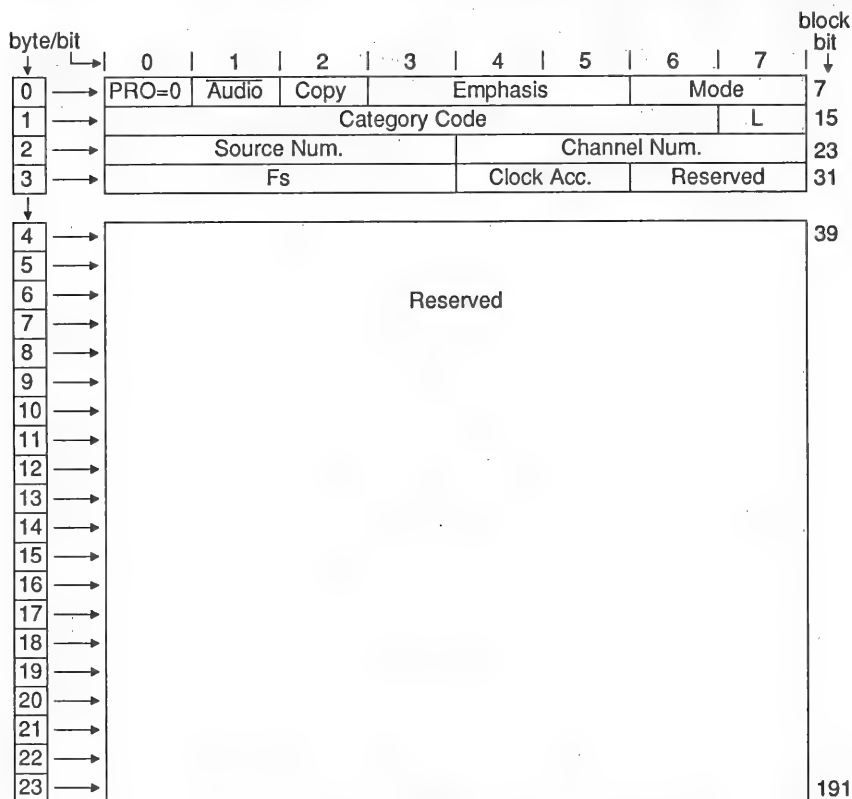 block
byte/bit bit
0 1 2 3 4 5 6 7
0 PRO=0 Audio Copy Emphasis Mode 7
1 Category Code L 15
2 Source Num. Channel Num. 23
3 Fs Clock Acc. Reserved 31
4 39
5
6 Reserved
7
8
9
10
11
12
13
14
15
16
17
18
19
20
21
22
23 191